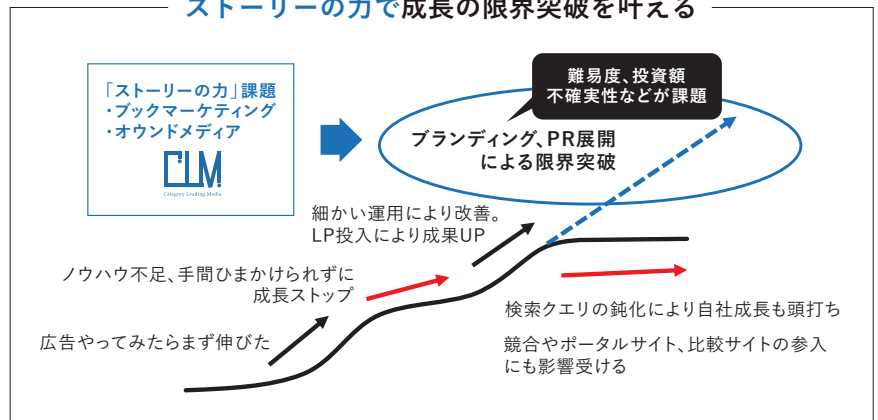 ストーリーの力で成長の限界突破を叶える
「ストーリーの力」課題
・ブックマーケティング
・オウンドメディア
CLM
Category Leading Media
難易度、投資額
不確実性などが課題
ブランディング、PR展開
による限界突破
細かい運用により改善。
LP投入により成果UP
ノウハウ不足、手間ひまかけられずに
成長ストップ
広告やってみたらまず伸びた
検索クエリの鈍化により自社成長も頭打ち
競合やポータルサイト、比較サイトの参入
にも影響受ける